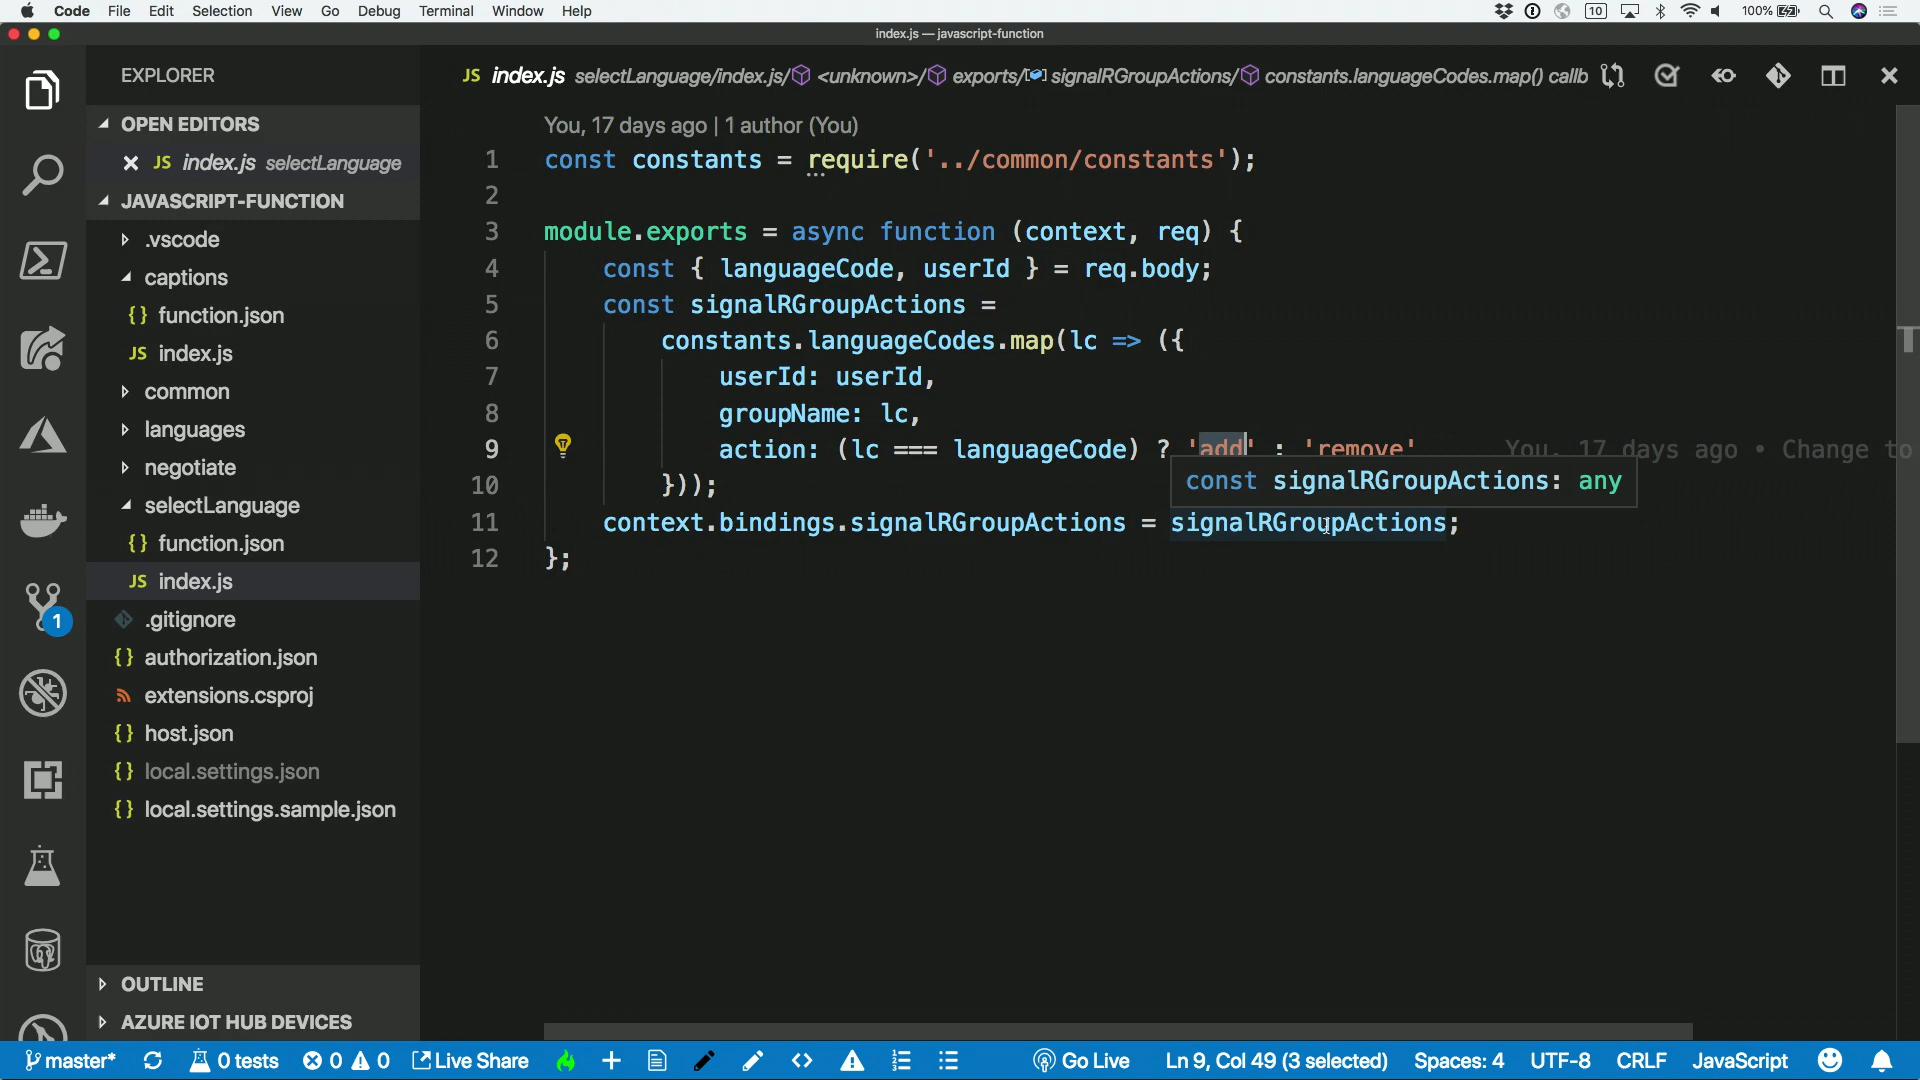 Code File Edit Selection View Go Debug Terminal Window Help 10 100%
index.js — javascript-function
EXPLORER
OPEN EDITORS
JS index.js selectLanguage
JAVASCRIPT-FUNCTION
.vscode
captions
{} function.json
JS index.js
common
languages
negotiate
selectLanguage
{} function.json
JS index.js
.gitignore
{} authorization.json
extensions.csproj
{} host.json
{} local.settings.json
{} local.settings.sample.json
OUTLINE
AZURE IOT HUB DEVICES
1
JS index.js selectLanguage/index.js/ <unknown>/ exports/ signalRGroupActions/ constants.languageCodes.map() callb
You, 17 days ago | 1 author (You)
1 const constants = require('../common/constants');
2
3 module.exports = async function (context, req) {
4 const { languageCode, userId } = req.body;
5 const signalRGroupActions =
6 constants.languageCodes.map(lc => ({
7 userId: userId,
8 groupName: lc,
9 action: (lc === languageCode) ? 'add' : 'remove' You, 17 days ago • Change to
const signalRGroupActions: any
10 }));
11 context.bindings.signalRGroupActions = signalRGroupActions;
12 };
master* 0 tests 0 0 Live Share Go Live Ln 9, Col 49 (3 selected) Spaces: 4 UTF-8 CRLF JavaScript